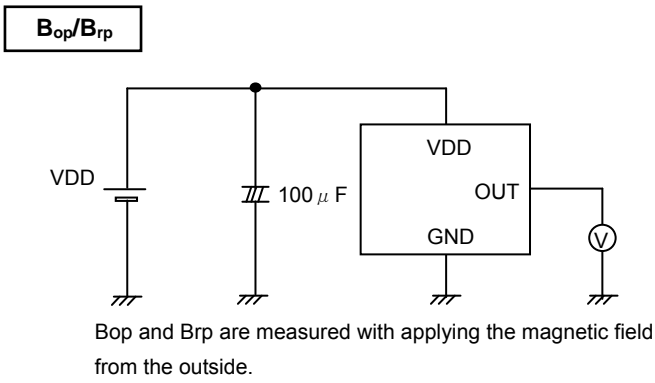 Bop/Brp
VDD
100 μ F
VDD
OUT
GND
V
Bop and Brp are measured with applying the magnetic field
from the outside.